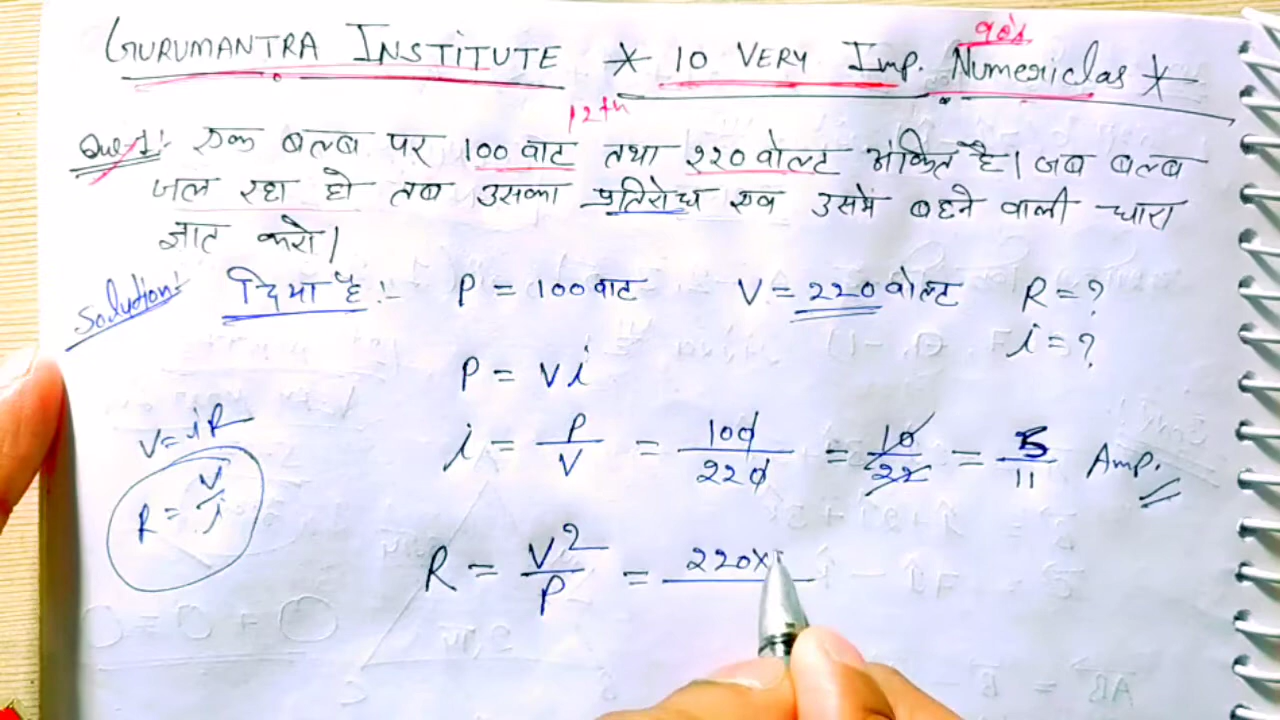 GURUMANTRA INSTITUTE * 10 VERY Imp. Numericlas *
90's
12th
Ques 1:- एक बल्ब पर 100 वाट तथा 220 वोल्ट अंकित है। जब बल्ब
जल रहा हो तब उसका प्रतिरोध एवं उसमें बहने वाली धारा
ज्ञात करो।
Solution:- दिया है:- P = 100 वाट V = 220 वोल्ट R = ?
i = ?
P = Vi
V = iR
i = P/V = 100/220 = 10/22 = 5/11 Amp.
R = V/i
R = V²/P = 220×